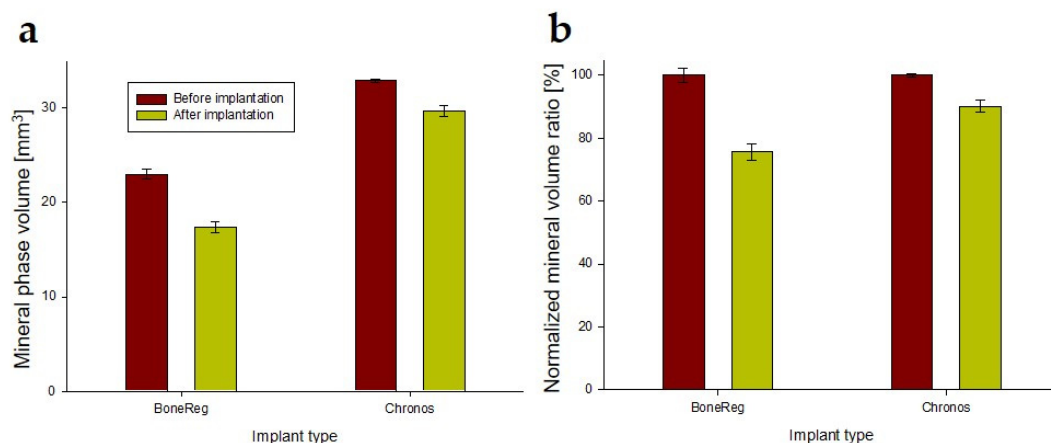 a
Mineral phase volume [mm³]
30
20
10
0
Before implantation
After implantation
BoneReg
Chronos
Implant type
b
Normalized mineral volume ratio [%]
100
80
60
40
20
0
BoneReg
Chronos
Implant type